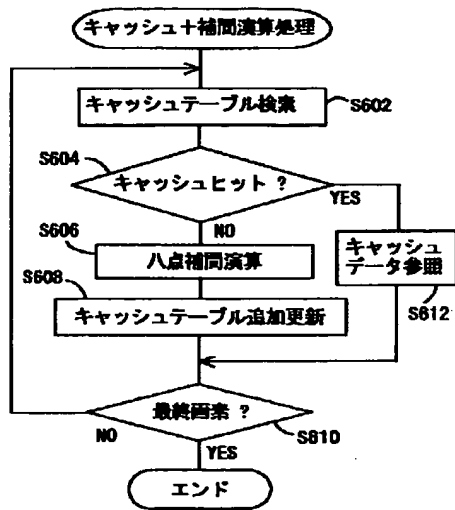 キャッシュ＋補間演算処理
キャッシュテーブル検索
S602
S604
キャッシュヒット ?
YES
NO
S606
八点補間演算
キャッシュ
データ参照
S612
S608
キャッシュテーブル追加更新
最終画素 ?
NO
S610
YES
エンド